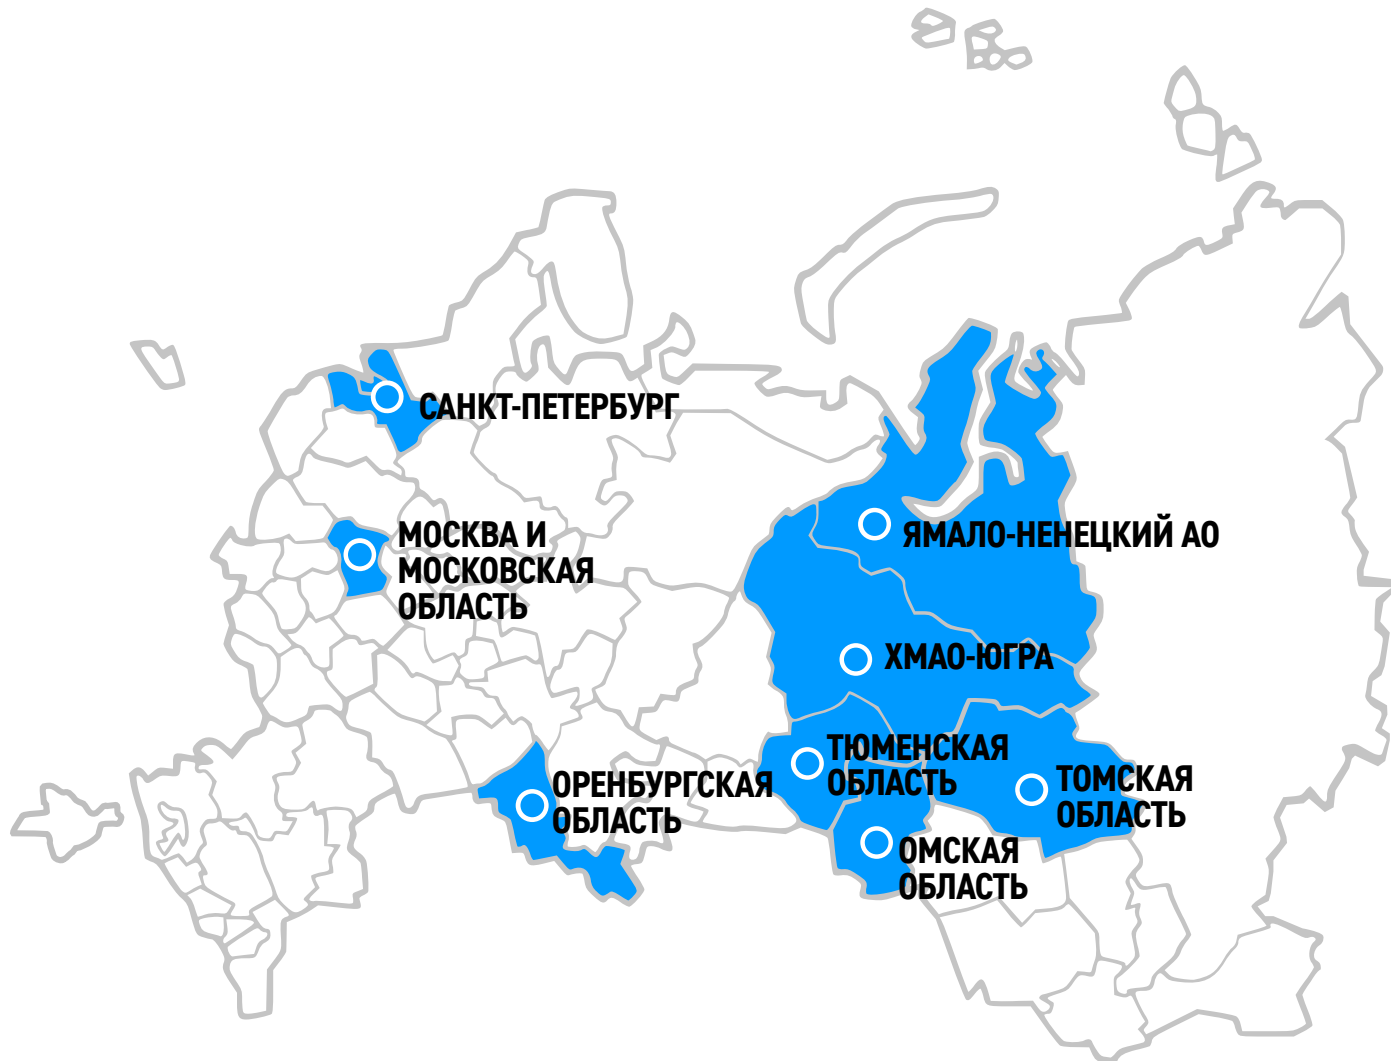 САНКТ-ПЕТЕРБУРГ
МОСКВА И
МОСКОВСКАЯ
ОБЛАСТЬ
ЯМАЛО-НЕНЕЦКИЙ АО
ХМАО-ЮГРА
ТЮМЕНСКАЯ
ОБЛАСТЬ
ОРЕНБУРГСКАЯ
ОБЛАСТЬ
ТОМСКАЯ
ОБЛАСТЬ
ОМСКАЯ
ОБЛАСТЬ